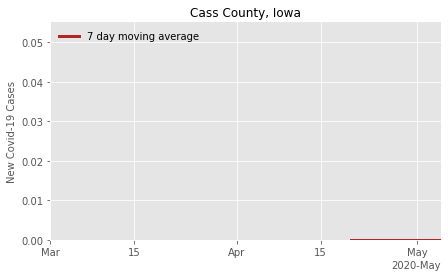 Cass County, Iowa
7 day moving average
New Covid-19 Cases
0.05
0.04
0.03
0.02
0.01
0.00
Mar
15
Apr
15
May
2020-May